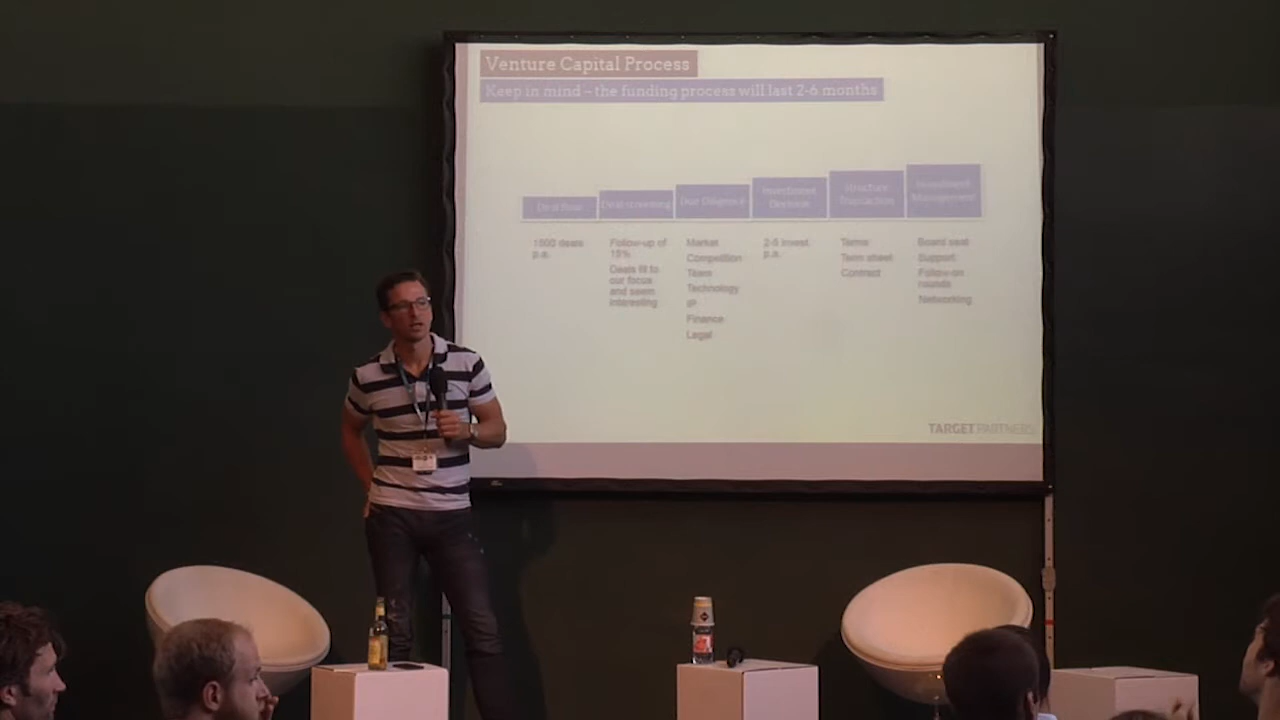 Venture Capital Process
Keep in mind – the funding process will last 2-6 months
Deal flow
Deal screening
Due Diligence
Investment
Decision
Structure
Transaction
Investment
Management
1500 deals
p.a.
Follow-up of
15%
Deals fit to
our focus
and seem
interesting
Market
Competition
Team
Technology
IP
Finance
Legal
2-5 invest.
p.a.
Terms
Term sheet
Contract
Board seat
Support
Follow-on
rounds
Networking
TARGET PARTNERS